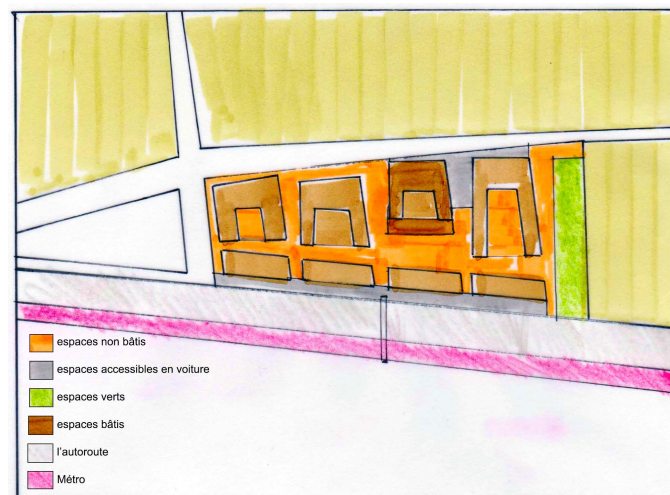 espaces non bâtis
espaces accessibles en voiture
espaces verts
espaces bâtis
l'autoroute
Métro